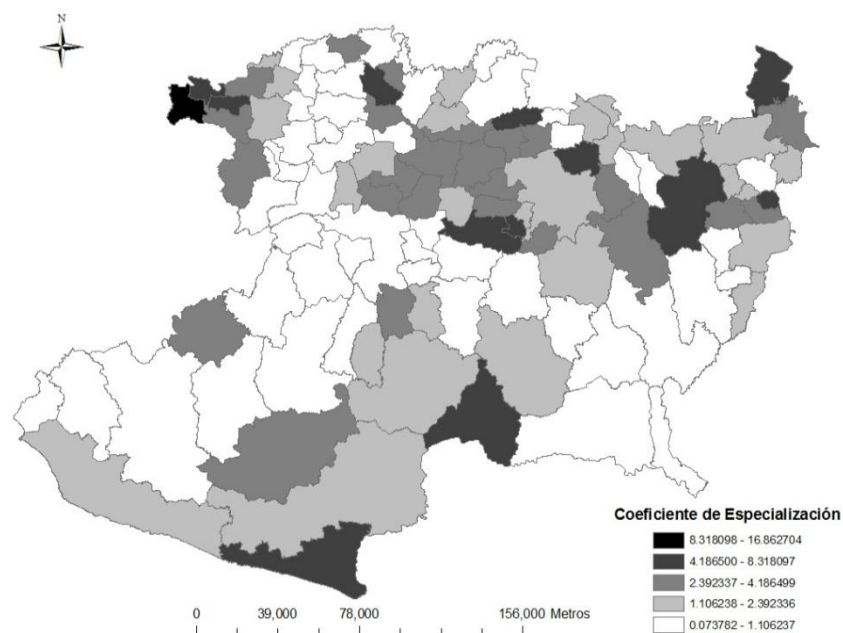 N
Coeficiente de Especialización
8.318098 - 16.862704
4.186500 - 8.318097
2.392337 - 4.186499
1.106238 - 2.392336
0.073782 - 1.106237
0 39,000 78,000 156,000 Metros